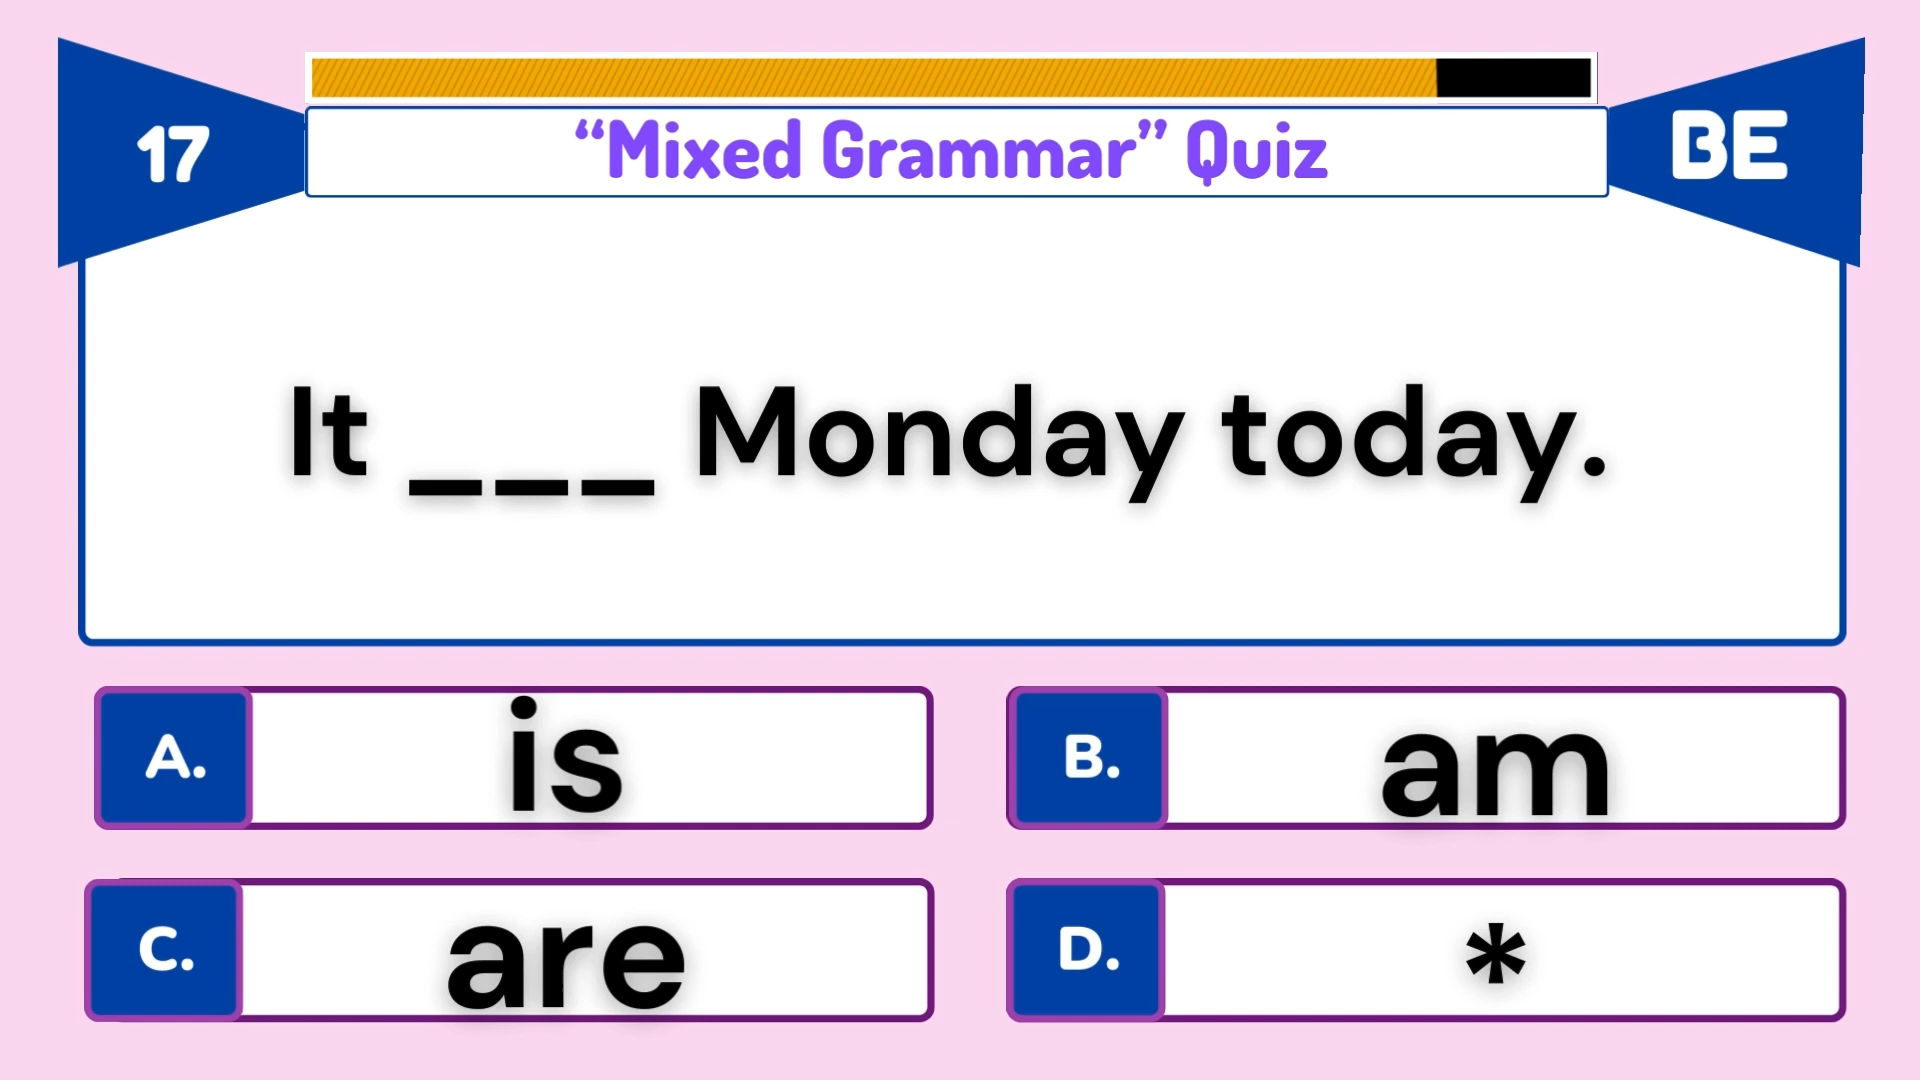 17
“Mixed Grammar” Quiz
BE
It ___ Monday today.
A. is
B. am
C. are
D. *